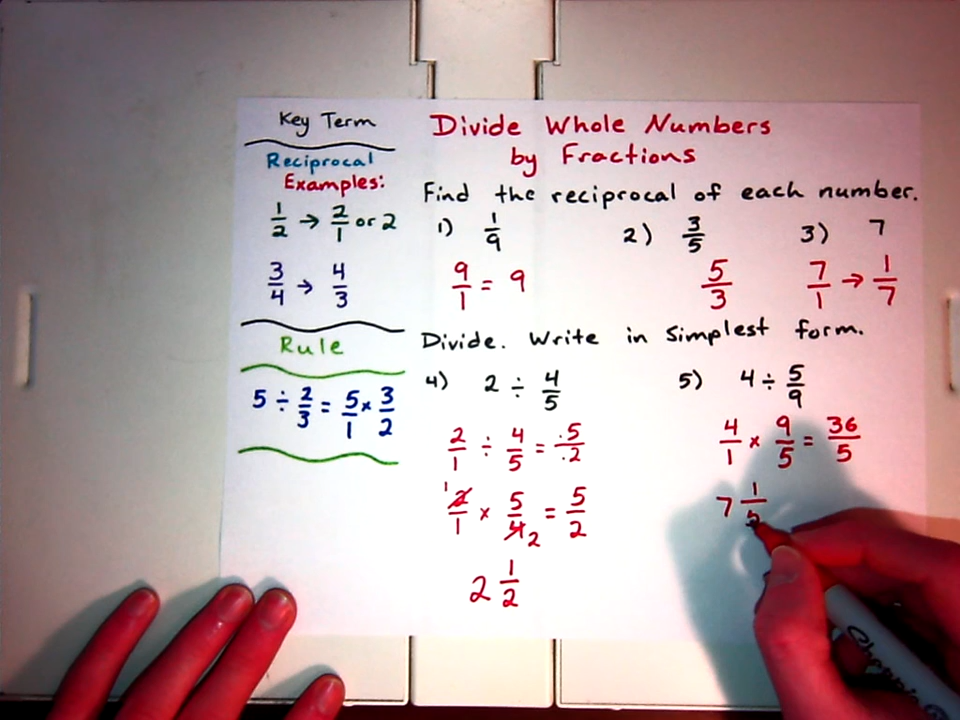 Key Term
Reciprocal
Examples:
1/2 → 2/1 or 2
3/4 → 4/3
Rule
5 ÷ 2/3 = 5/1 × 3/2
Divide Whole Numbers
by Fractions
Find the reciprocal of each number.
1) 1/9
9/1 = 9
2) 3/5
5/3
3) 7
7/1 → 1/7
Divide. Write in Simplest form.
4) 2 ÷ 4/5
2/1 ÷ 4/5 = ÷5/÷2
1 2/1 × 5/4 2 = 5/2
2 1/2
5) 4 ÷ 5/9
4/1 × 9/5 = 36/5
7 1/5
Sharpie